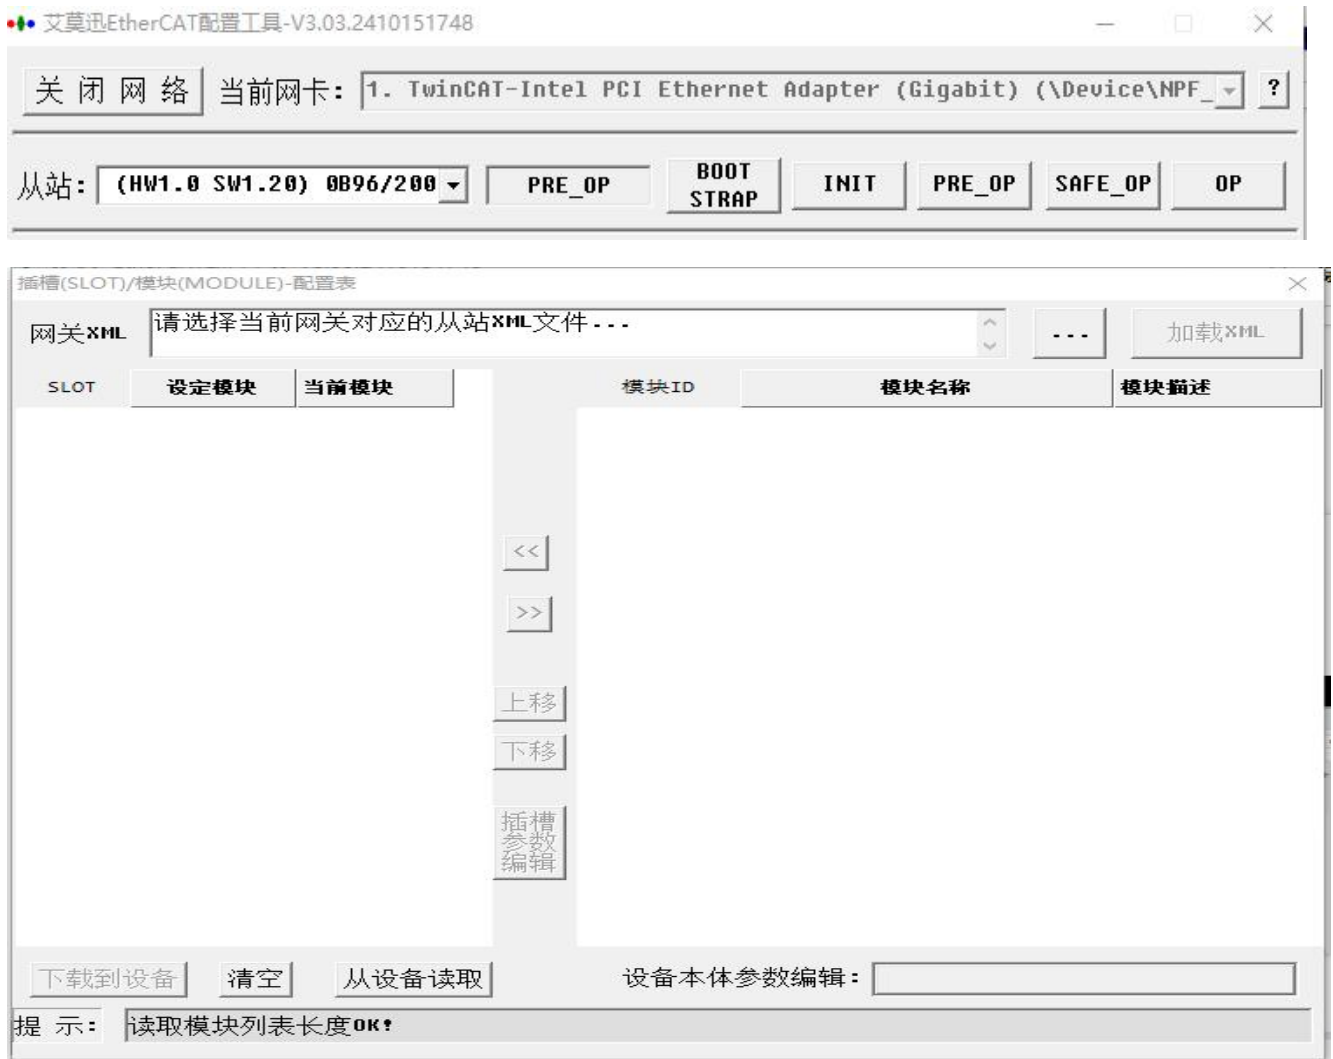 艾莫迅EtherCAT配置工具-V3.03.2410151748
关闭网络 当前网卡: 1. TwinCAT-Intel PCI Ethernet Adapter (Gigabit) (\Device\NPF_ ?
从站: (HW1.0 SW1.20) 0B96/200 PRE_OP BOOT STRAP INIT PRE_OP SAFE_OP OP
插槽(SLOT)/模块(MODULE)-配置表
网关XML 请选择当前网关对应的从站XML文件... ... 加载XML
SLOT 设定模块 当前模块 模块ID 模块名称 模块描述
<<
>>
上移
下移
插槽
参数
编辑
下载到设备 清空 从设备读取 设备本体参数编辑:
提示: 读取模块列表长度OK!